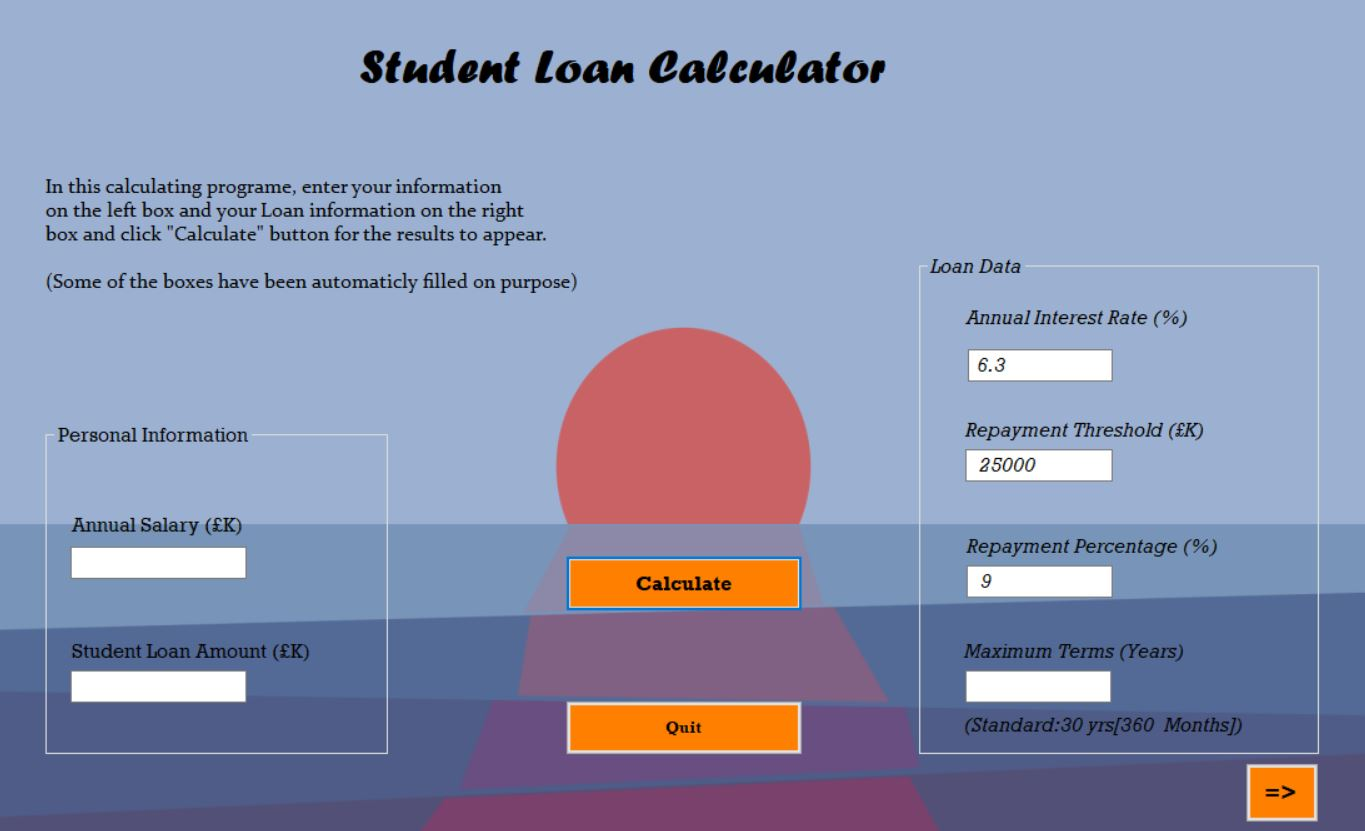 Student Loan Calculator
In this calculating programe, enter your information
on the left box and your Loan information on the right
box and click "Calculate" button for the results to appear.
(Some of the boxes have been automaticly filled on purpose)
Personal Information
Annual Salary (£K)
Student Loan Amount (£K)
Calculate
Quit
Loan Data
Annual Interest Rate (%)
6.3
Repayment Threshold (£K)
25000
Repayment Percentage (%)
9
Maximum Terms (Years)
(Standard:30 yrs[360  Months])
=>